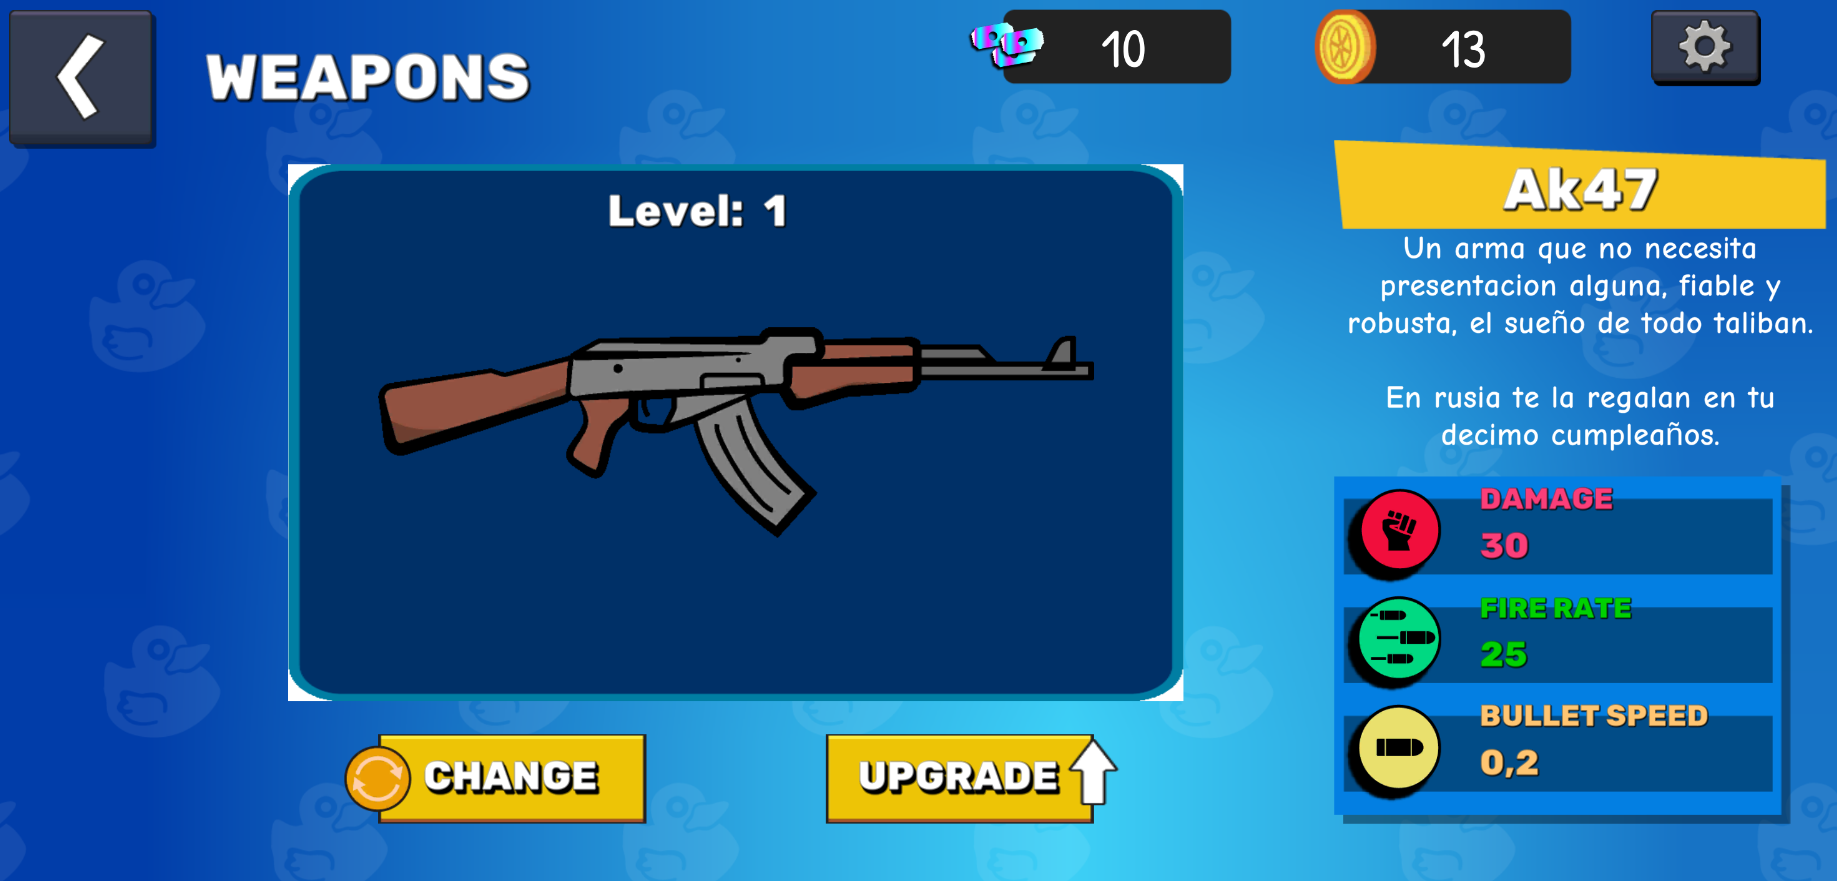 WEAPONS
10
13
Level: 1
Ak47
Un arma que no necesita
presentacion alguna, fiable y
robusta, el sueño de todo taliban.
En rusia te la regalan en tu
decimo cumpleaños.
DAMAGE
30
FIRE RATE
25
BULLET SPEED
0,2
CHANGE
UPGRADE